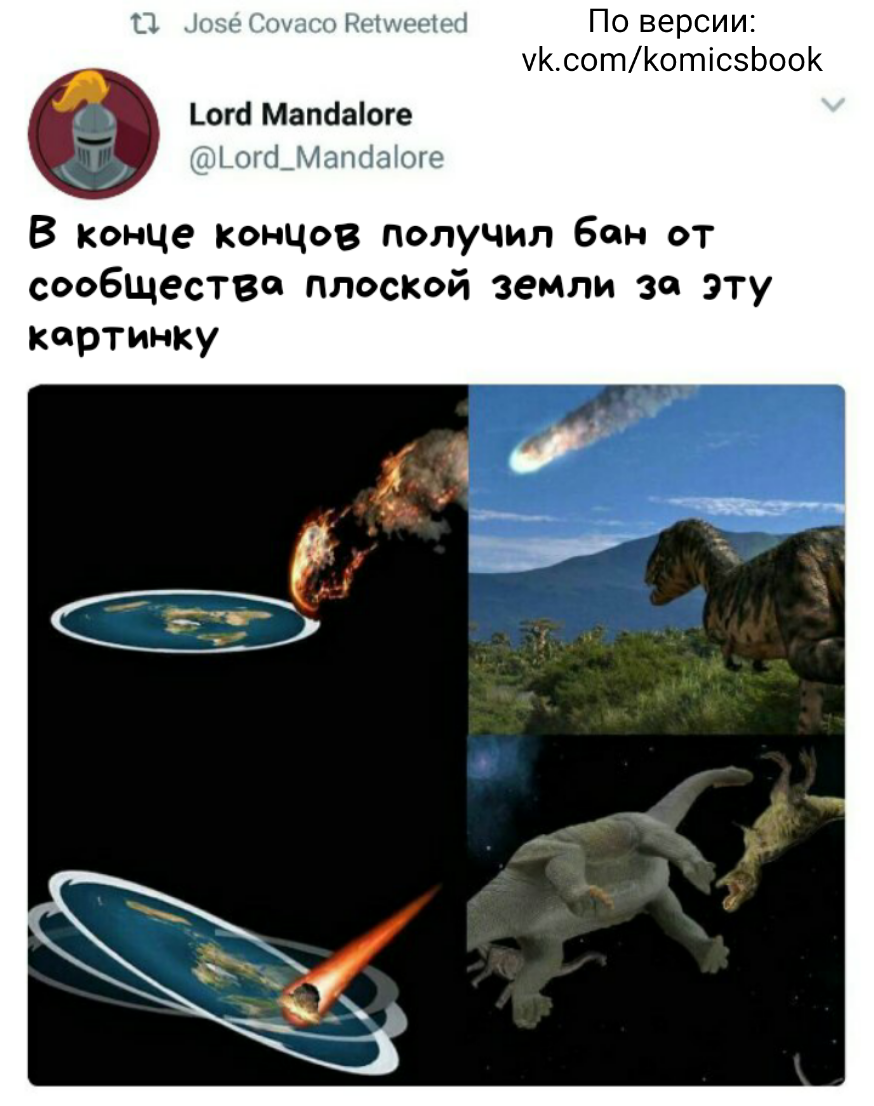 José Covaco Retweeted
По версии:
vk.com/komicsbook
Lord Mandalore
@Lord_Mandalore
В конце концов получил бан от
сообщества плоской земли за эту
картинку